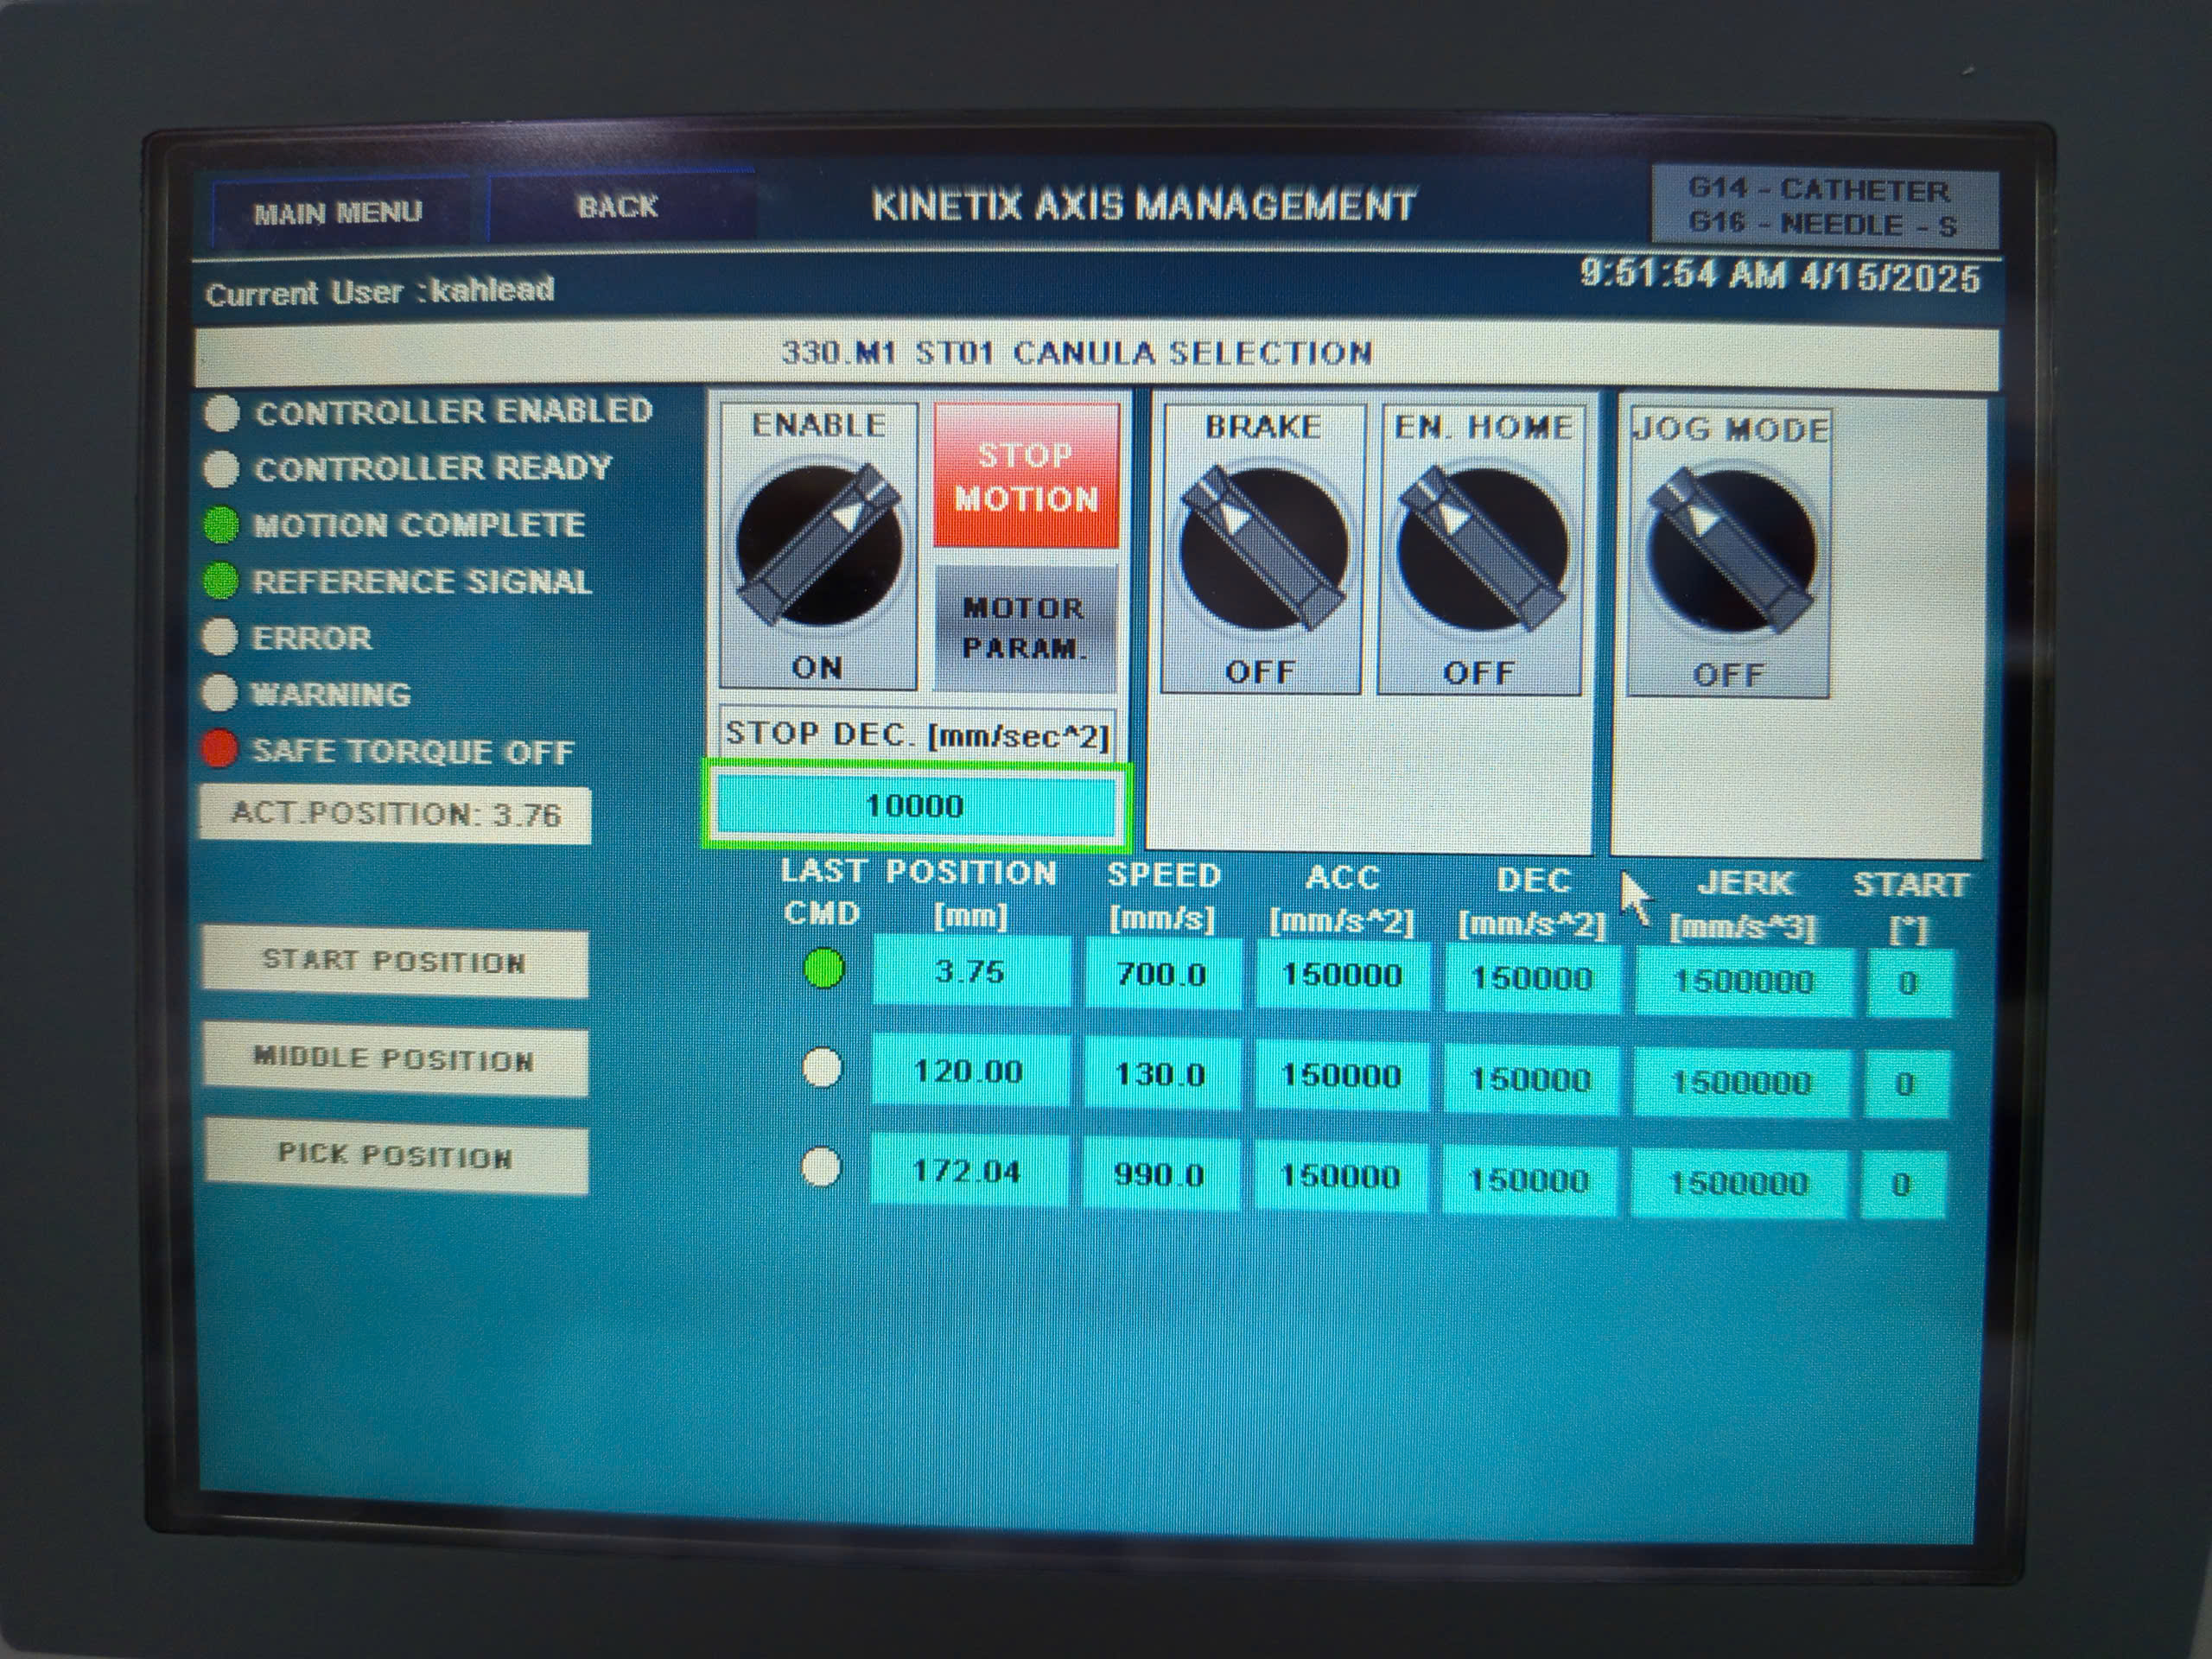 MAIN MENU
BACK
KINETIX AXIS MANAGEMENT
G14 - CATHETER
G16 - NEEDLE - S
Current User :kahlead
9:51:54 AM 4/15/2025
330.M1 ST01 CANULA SELECTION
CONTROLLER ENABLED
CONTROLLER READY
MOTION COMPLETE
REFERENCE SIGNAL
ERROR
WARNING
SAFE TORQUE OFF
ACT.POSITION: 3.76
ENABLE
ON
STOP
MOTION
MOTOR
PARAM.
STOP DEC. [mm/sec^2]
10000
BRAKE
OFF
EN. HOME
OFF
JOG MODE
OFF
LAST POSITION SPEED ACC DEC JERK START
CMD [mm] [mm/s] [mm/s^2] [mm/s^2] [mm/s^3] [°]
START POSITION 3.75 700.0 150000 150000 1500000 0
MIDDLE POSITION 120.00 130.0 150000 150000 1500000 0
PICK POSITION 172.04 990.0 150000 150000 1500000 0